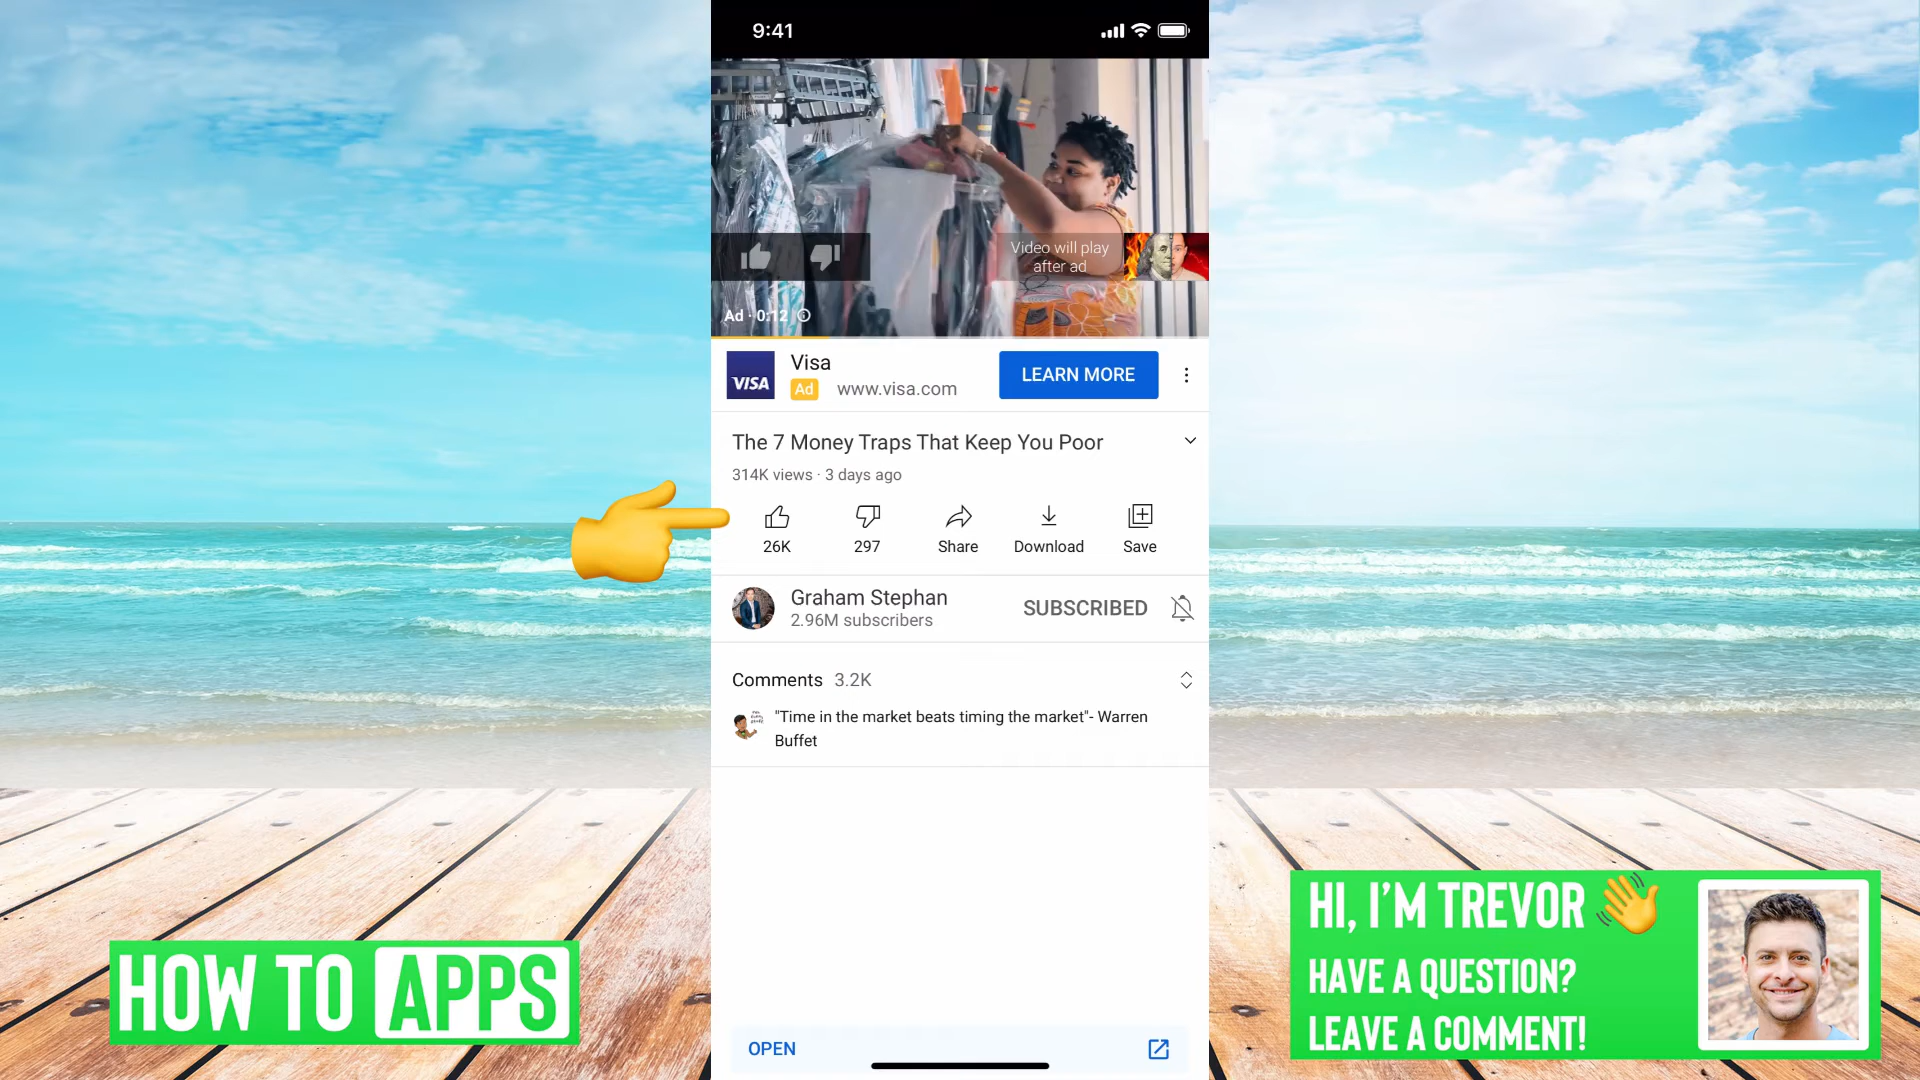 9:41
Video will play
after ad
Ad · 0:12
VISA
Visa
LEARN MORE
Ad www.visa.com
The 7 Money Traps That Keep You Poor
314K views · 3 days ago
26K
297
Share
Download
Save
Graham Stephan
2.96M subscribers
SUBSCRIBED
Comments 3.2K
"Time in the market beats timing the market"- Warren
Buffet
OPEN
HOW TO APPS
HI, I'M TREVOR
HAVE A QUESTION?
LEAVE A COMMENT!